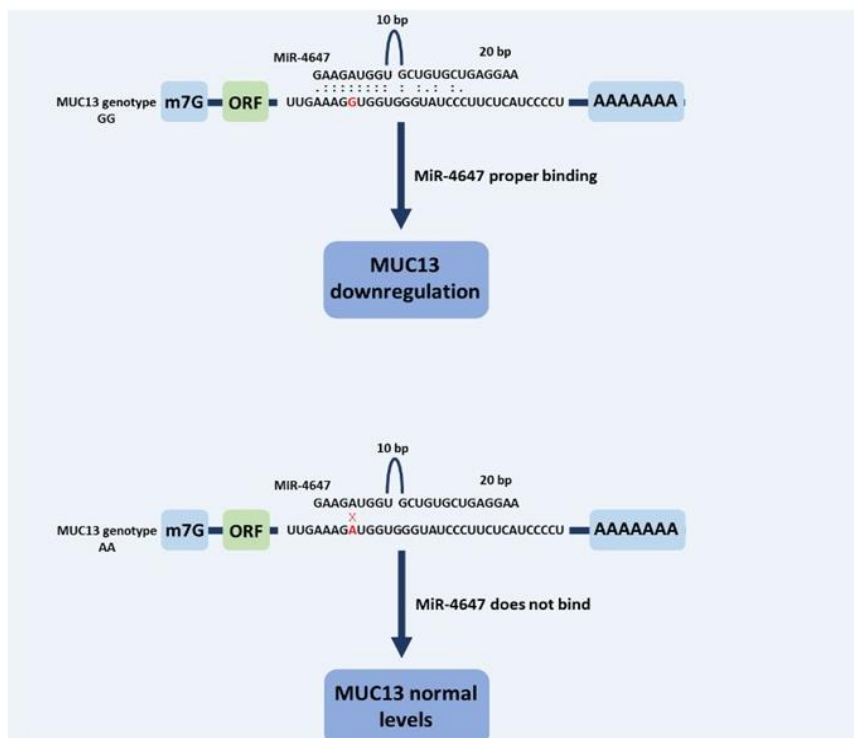 10 bp
20 bp
MiR-4647
GAAGAUGGU GCUGUGCUGAGGAA
MUC13 genotype
GG
m7G
ORF
UUGAAAGGUGGUGGGUAUCCCUUCUCAUCCCCU
AAAAAAA
MiR-4647 proper binding
MUC13
downregulation
10 bp
20 bp
MiR-4647
GAAGAUGGU GCUGUGCUGAGGAA
X
MUC13 genotype
AA
m7G
ORF
UUGAAAGAUGGUGGGUAUCCCUUCUCAUCCCCU
AAAAAAA
MiR-4647 does not bind
MUC13 normal
levels